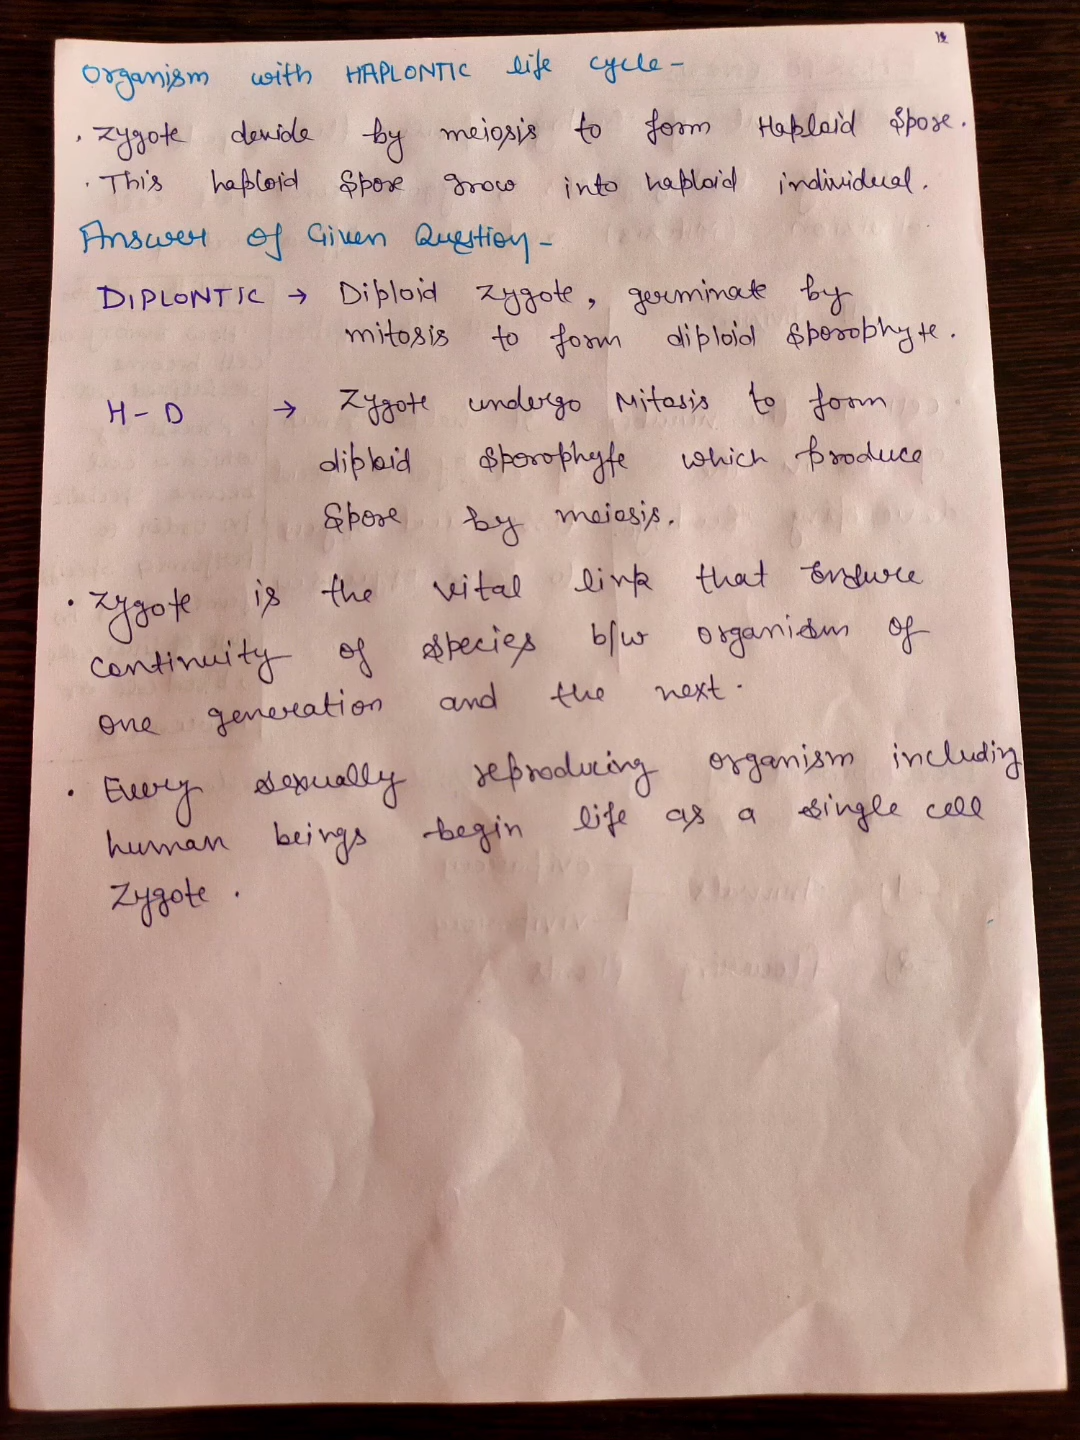 Organism with HAPLONTIC life cycle -
. Zygote devide by meiosis to form Haploid Spore.
. This haploid Spore grow into haploid individual.
Answer of Given Question -
DIPLONTIC → Diploid Zygote, germinate by
mitosis to form diploid Sporophyte.
H - D → Zygote undergo Mitosis to form
diploid Sporophyte which produce
Spore by meiosis.
• Zygote is the vital link that Ensure
continuity of species b/w organism of
one generation and the next.
• Every sexually reproducing organism including
human beings begin life as a single cell
Zygote.